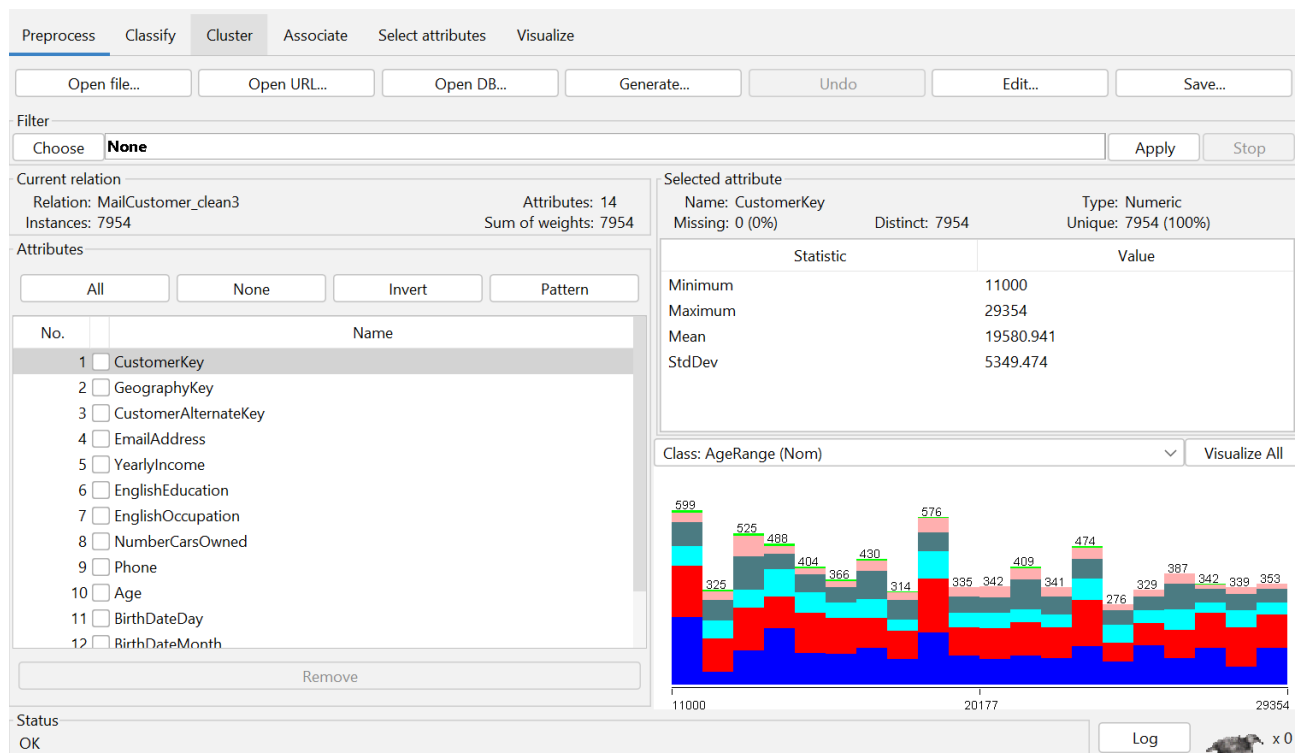 Preprocess Classify Cluster Associate Select attributes Visualize
Open file... Open URL... Open DB... Generate... Undo Edit... Save...
Filter
Choose None Apply Stop
Current relation
Relation: MailCustomer_clean3 Attributes: 14
Instances: 7954 Sum of weights: 7954
Attributes
All None Invert Pattern
No. Name
1 CustomerKey
2 GeographyKey
3 CustomerAlternateKey
4 EmailAddress
5 YearlyIncome
6 EnglishEducation
7 EnglishOccupation
8 NumberCarsOwned
9 Phone
10 Age
11 BirthDateDay
12 BirthDateMonth
Remove
Selected attribute
Name: CustomerKey Type: Numeric
Missing: 0 (0%) Distinct: 7954 Unique: 7954 (100%)
Statistic Value
Minimum 11000
Maximum 29354
Mean 19580.941
StdDev 5349.474
Class: AgeRange (Nom) Visualize All
599 325 525 488 404 366 430 314 576 335 342 409 341 474 276 329 387 342 339 353
11000 20177 29354
Status
OK Log x 0